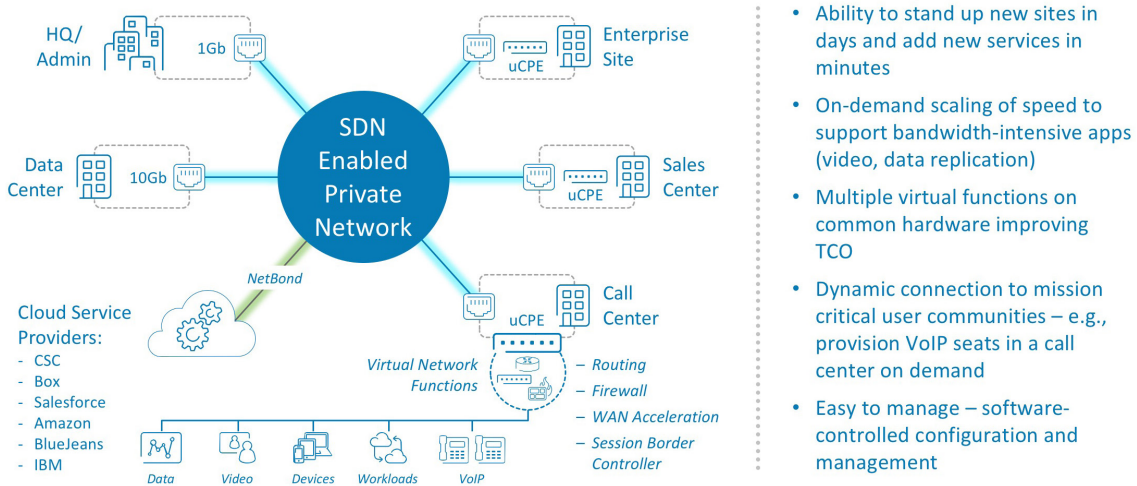 HQ/
Admin
1Gb
uCPE
Enterprise
Site
SDN
Enabled
Private
Network
Data
Center
10Gb
uCPE
Sales
Center
NetBond
uCPE
Call
Center
Cloud Service
Providers:
- CSC
- Box
- Salesforce
- Amazon
- BlueJeans
- IBM
Virtual Network
Functions
– Routing
– Firewall
– WAN Acceleration
– Session Border
Controller
Data
Video
Devices
Workloads
VoIP
• Ability to stand up new sites in
days and add new services in
minutes
• On-demand scaling of speed to
support bandwidth-intensive apps
(video, data replication)
• Multiple virtual functions on
common hardware improving
TCO
• Dynamic connection to mission
critical user communities – e.g.,
provision VoIP seats in a call
center on demand
• Easy to manage – software-
controlled configuration and
management